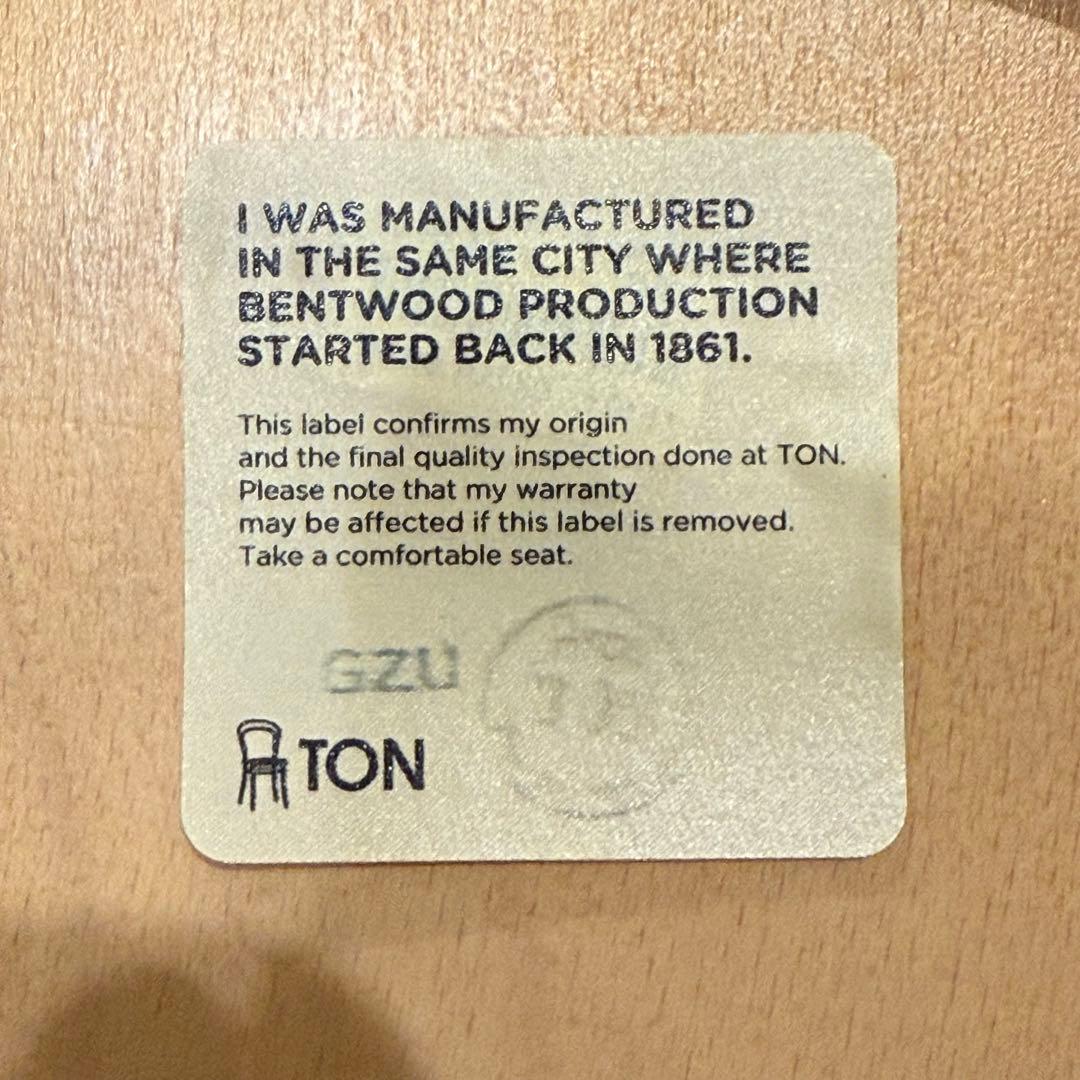 I WAS MANUFACTURED
IN THE SAME CITY WHERE
BENTWOOD PRODUCTION
STARTED BACK IN 1861.
This label confirms my origin
and the final quality inspection done at TON.
Please note that my warranty
may be affected if this label is removed.
Take a comfortable seat.
GZU
TON